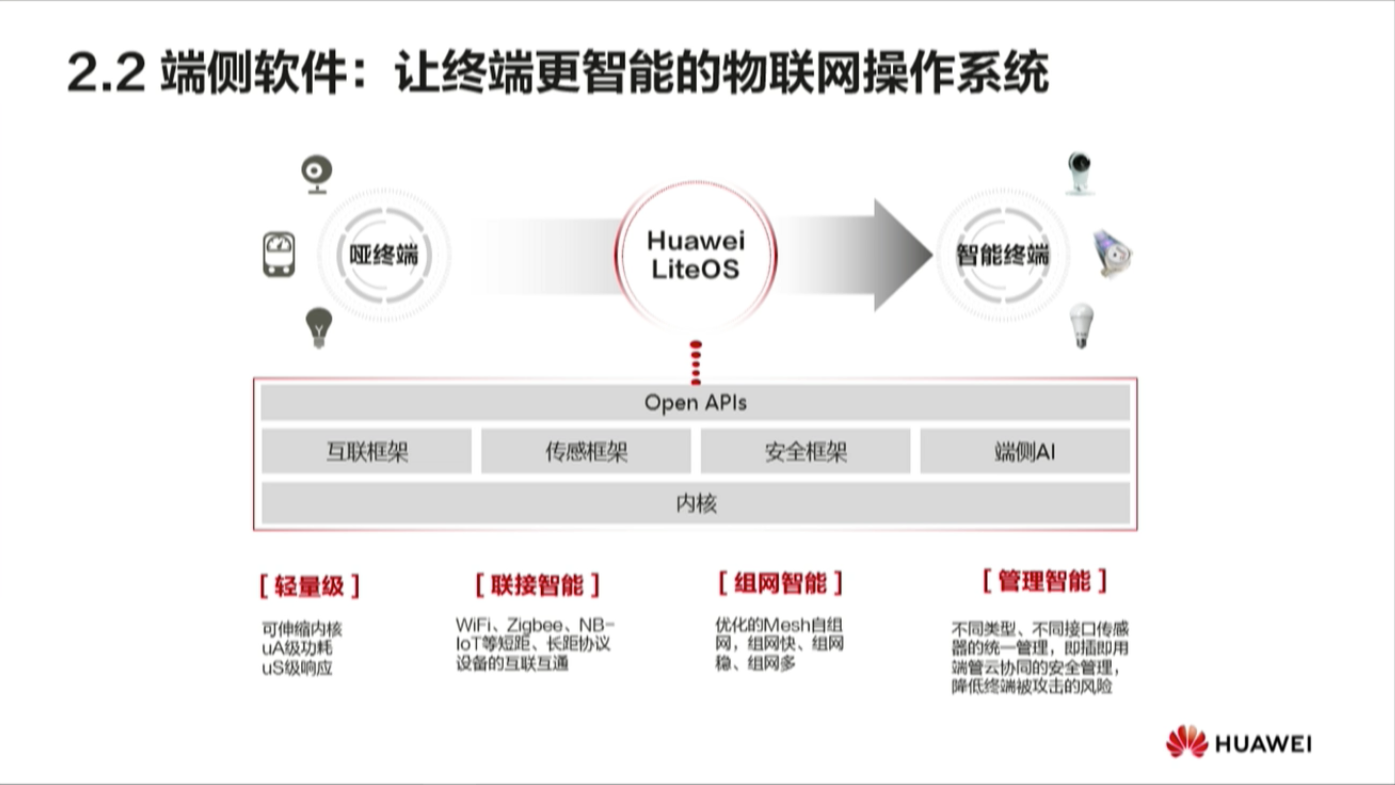 2.2 端侧软件：让终端更智能的物联网操作系统
哑终端
Huawei
LiteOS
智能终端
Open APIs
互联框架
传感框架
安全框架
端侧AI
内核
[ 轻量级 ]
可伸缩内核
uA级功耗
uS级响应
[ 联接智能 ]
WiFi、Zigbee、NB-
IoT等短距、长距协议
设备的互联互通
[ 组网智能 ]
优化的Mesh自组
网，组网快、组网
稳、组网多
[ 管理智能 ]
不同类型、不同接口传感
器的统一管理，即插即用
端管云协同的安全管理，
降低终端被攻击的风险
HUAWEI